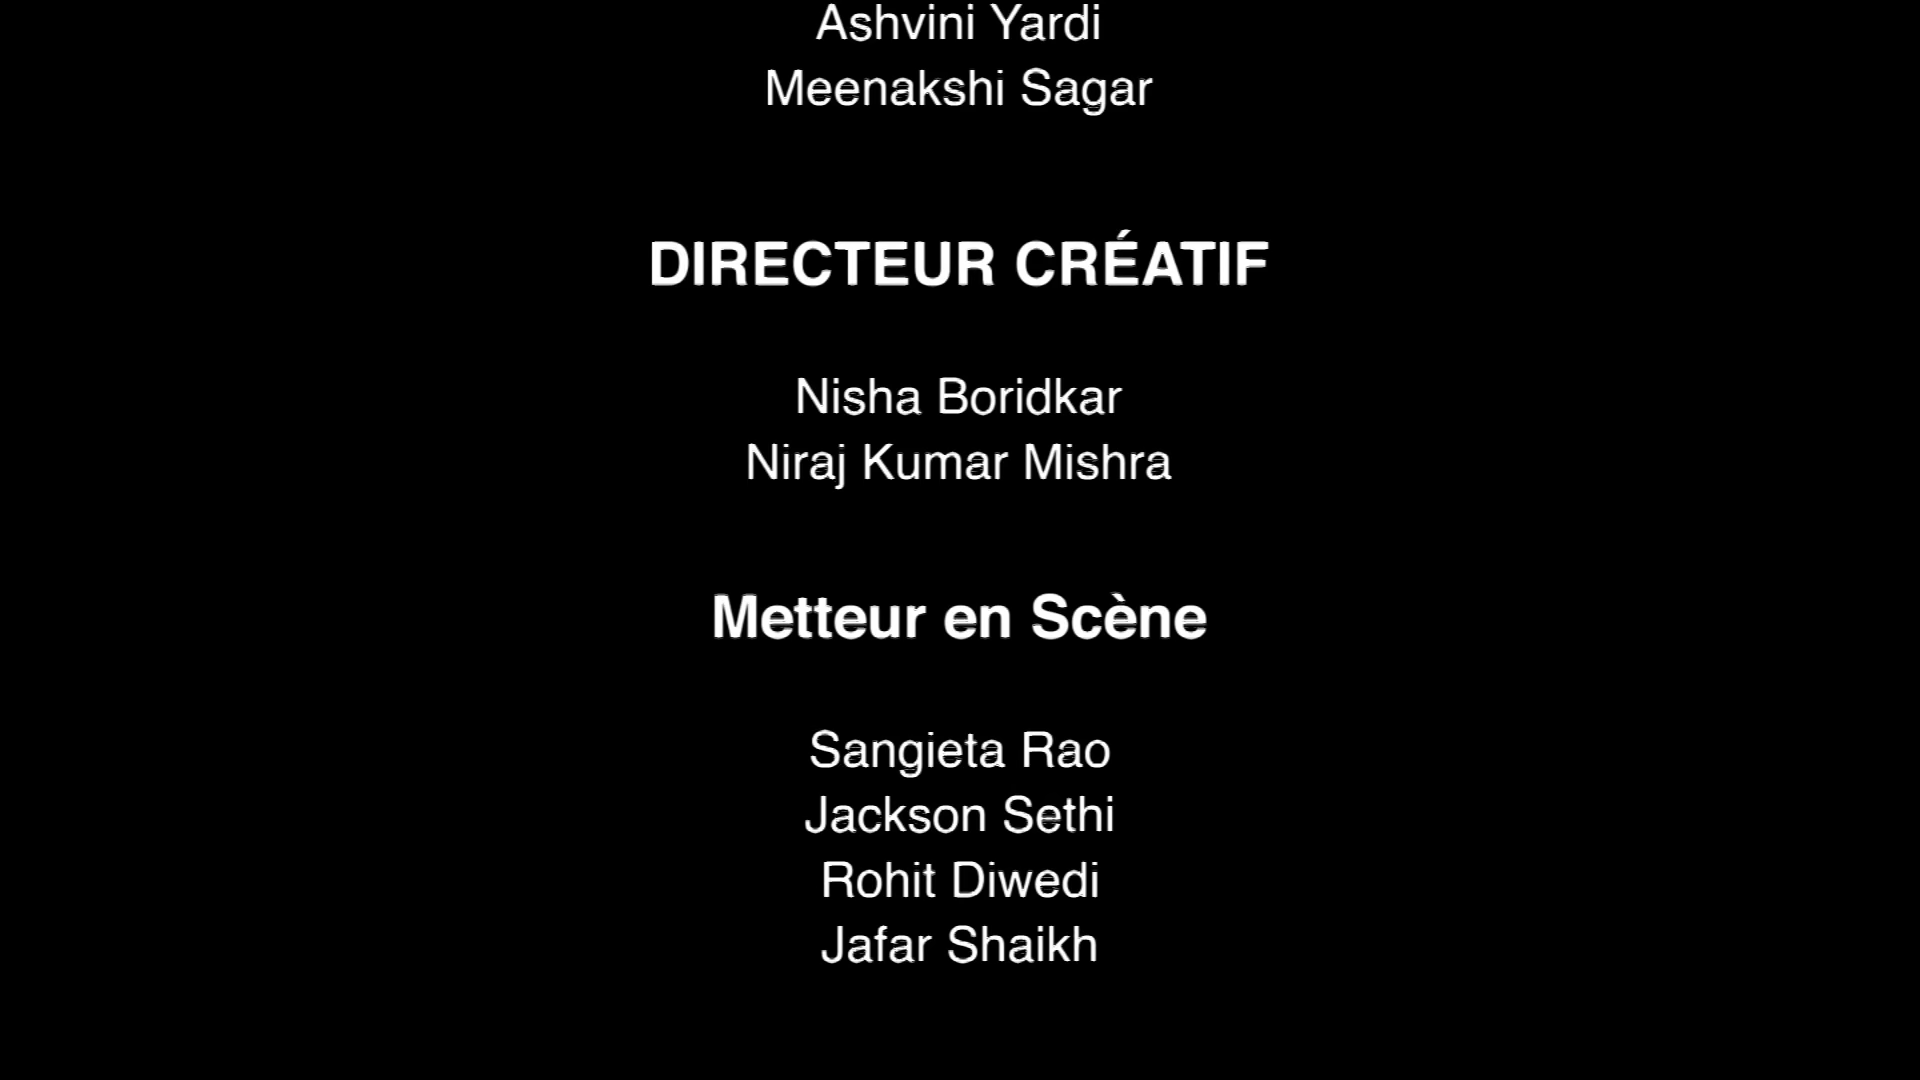 Ashvini Yardi
Meenakshi Sagar
DIRECTEUR CRÉATIF
Nisha Boridkar
Niraj Kumar Mishra
Metteur en Scène
Sangieta Rao
Jackson Sethi
Rohit Diwedi
Jafar Shaikh